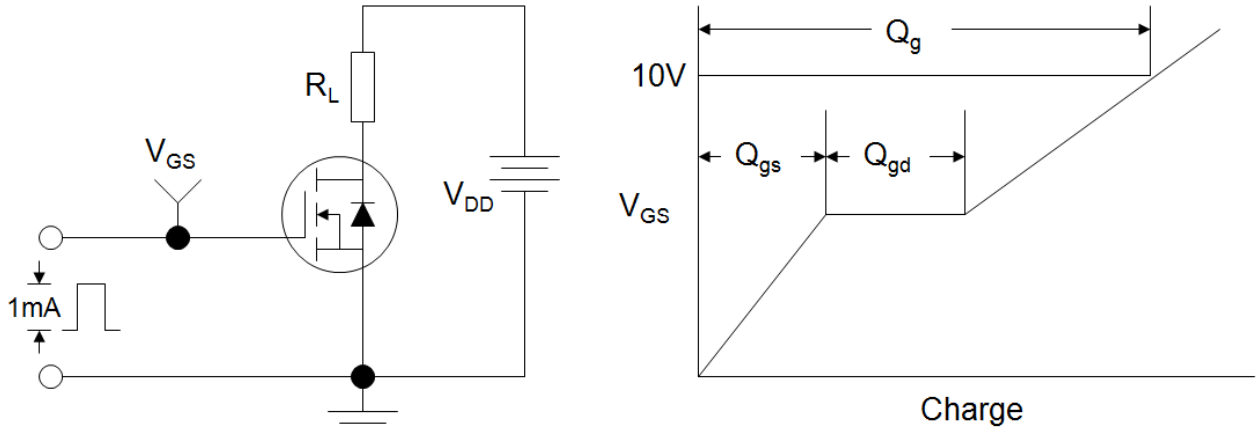 R_L
V_GS
V_DD
1mA
Q_g
10V
Q_gs
Q_gd
V_GS
Charge